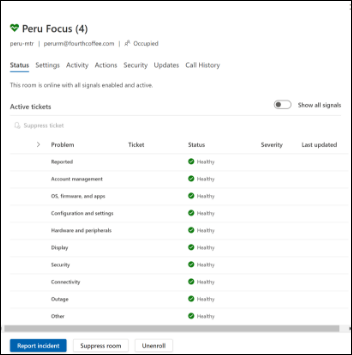 Peru Focus (4)
peru-mtr | perumr@fourthcoffee.com | Occupied
Status Settings Activity Actions Security Updates Call History
This room is online with all signals enabled and active.
Active tickets Show all signals
Suppress ticket
Problem Ticket Status Severity Last updated
Reported Healthy
Account management Healthy
OS, firmware, and apps Healthy
Configuration and settings Healthy
Hardware and peripherals Healthy
Display Healthy
Security Healthy
Connectivity Healthy
Outage Healthy
Other Healthy
Report incident Suppress room Unenroll